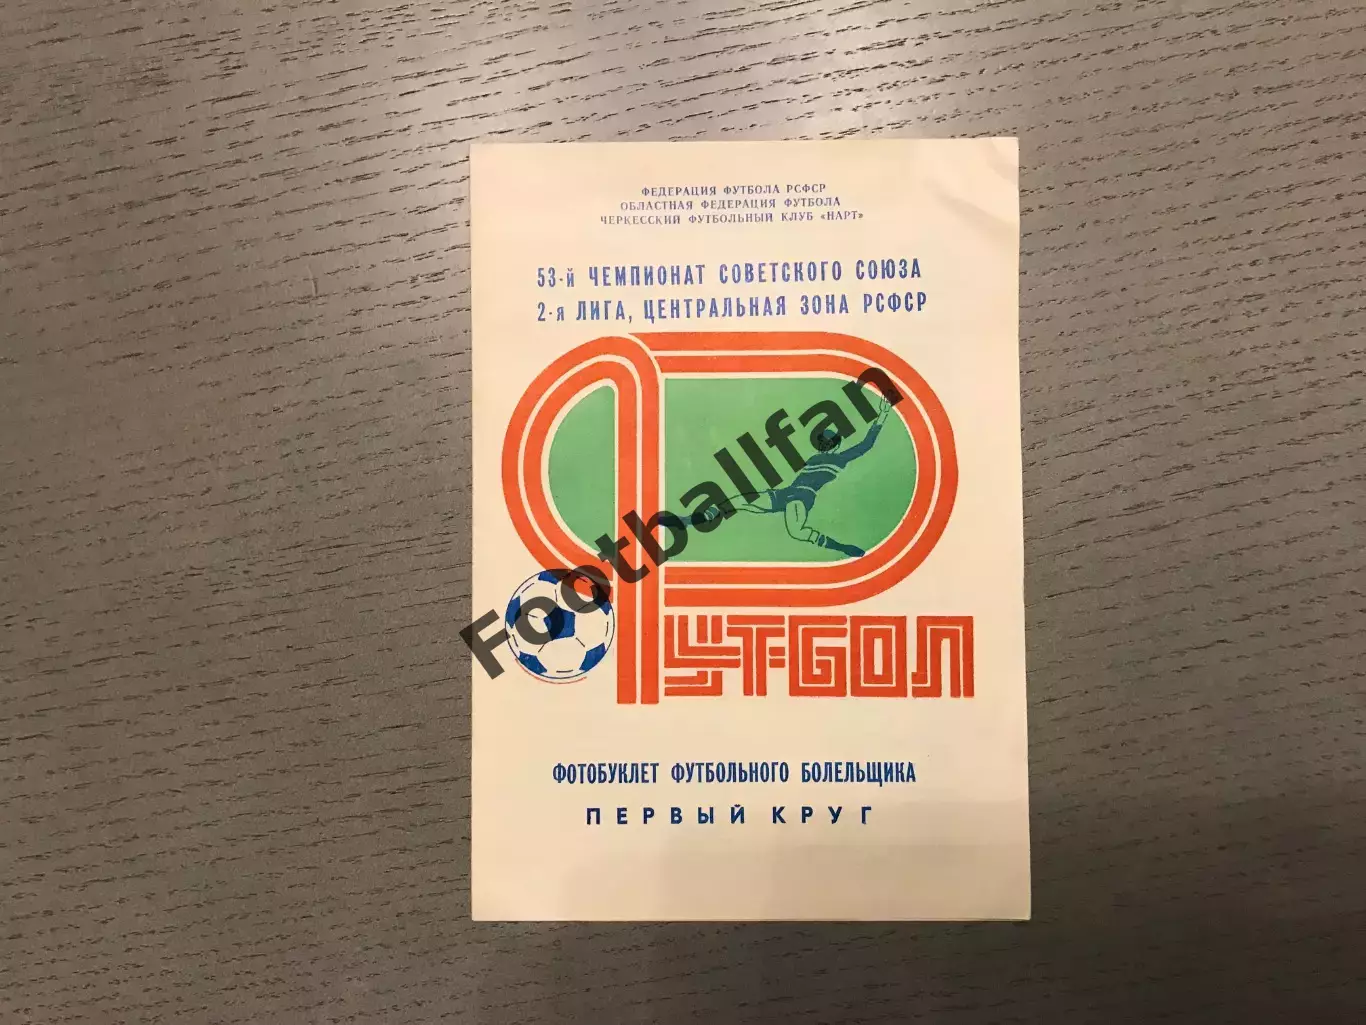 ФЕДЕРАЦИЯ ФУТБОЛА РСФСР
ОБЛАСТНАЯ ФЕДЕРАЦИЯ ФУТБОЛА
ЧЕРКЕССКИЙ ФУТБОЛЬНЫЙ КЛУБ «НАРТ»
53-й ЧЕМПИОНАТ СОВЕТСКОГО СОЮЗА
2-я ЛИГА, ЦЕНТРАЛЬНАЯ ЗОНА РСФСР
Footballfan
ФУТБОЛ
ФОТОБУКЛЕТ ФУТБОЛЬНОГО БОЛЕЛЬЩИКА
ПЕРВЫЙ КРУГ